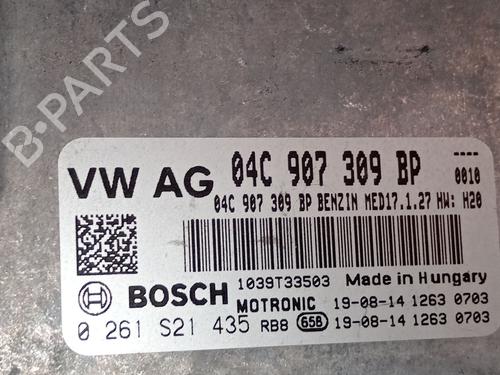 B-PARTS
VW AG 04C 907 309 BP ----
0010
04C 907 309 BP BENZIN MED17.1.27 HW: H20
1039T33503 Made in Hungary
BOSCH MOTRONIC 19-08-14 1263 0703
0 261 S21 435 RB8 65B 19-08-14 1263 0703